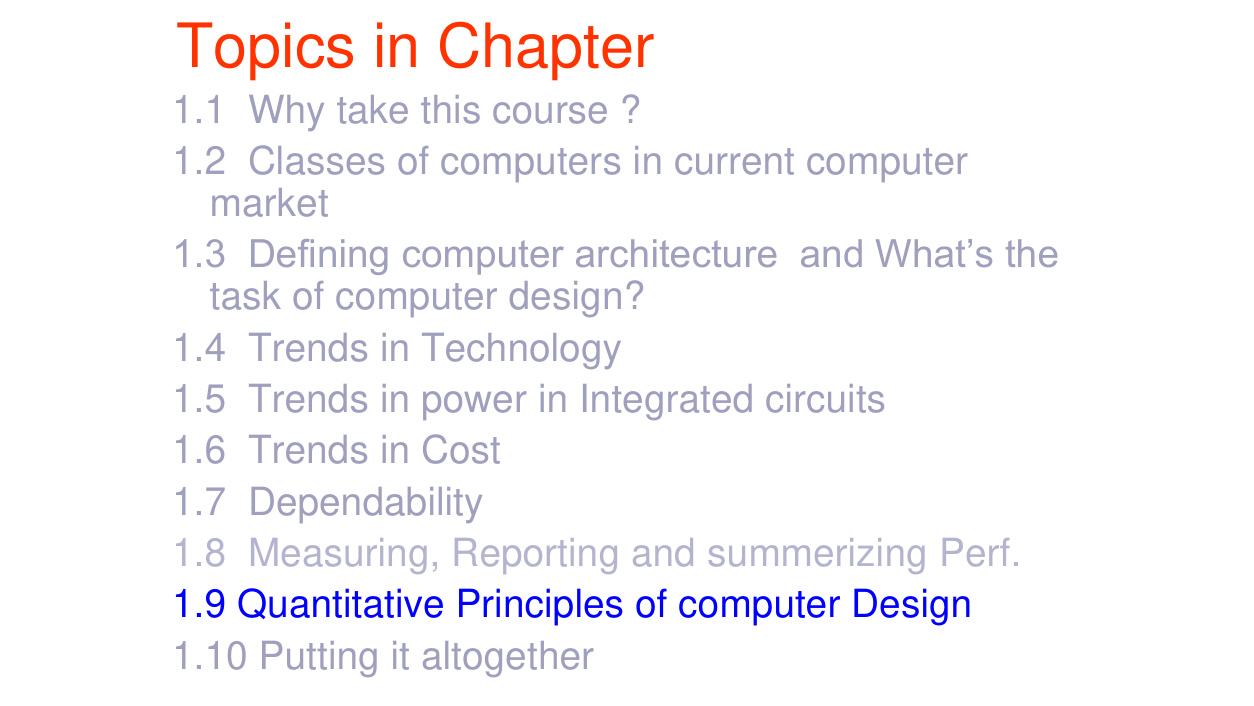 Topics in Chapter
1.1 Why take this course ?
1.2 Classes of computers in current computer
market
1.3 Defining computer architecture and What’s the
task of computer design?
1.4 Trends in Technology
1.5 Trends in power in Integrated circuits
1.6 Trends in Cost
1.7 Dependability
1.8 Measuring, Reporting and summerizing Perf.
1.9 Quantitative Principles of computer Design
1.10 Putting it altogether